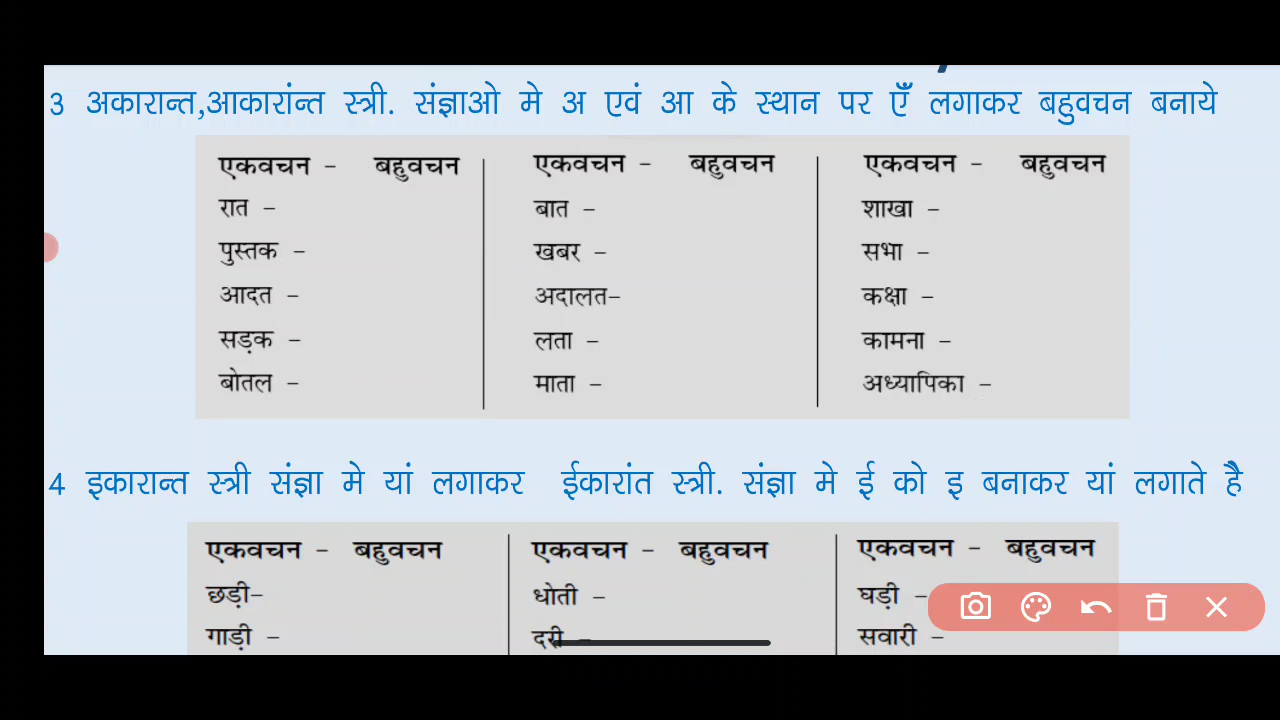 3 अकारान्त,आकारांन्त स्त्री. संज्ञाओ मे अ एवं आ के स्थान पर एँ लगाकर बहुवचन बनाये
एकवचन - बहुवचन एकवचन - बहुवचन एकवचन - बहुवचन
रात - बात - शाखा -
पुस्तक - खबर - सभा -
आदत - अदालत- कक्षा -
सड़क - लता - कामना -
बोतल - माता - अध्यापिका -
4 इकारान्त स्त्री संज्ञा मे यां लगाकर ईकारांत स्त्री. संज्ञा मे ई को इ बनाकर यां लगाते है
एकवचन - बहुवचन एकवचन - बहुवचन एकवचन - बहुवचन
छड़ी- धोती - घड़ी -
गाड़ी - दरी - सवारी -